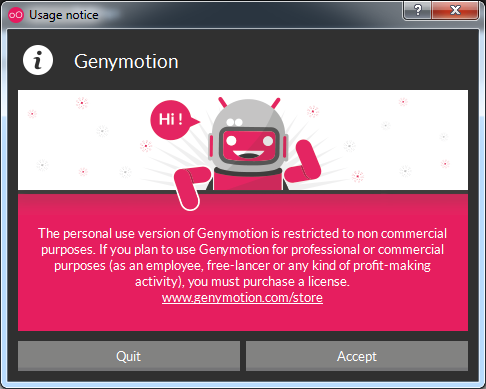 Usage notice
?
i
Genymotion
Hi !
The personal use version of Genymotion is restricted to non commercial
purposes. If you plan to use Genymotion for professional or commercial
purposes (as an employee, free-lancer or any kind of profit-making
activity), you must purchase a license.
www.genymotion.com/store
Quit
Accept